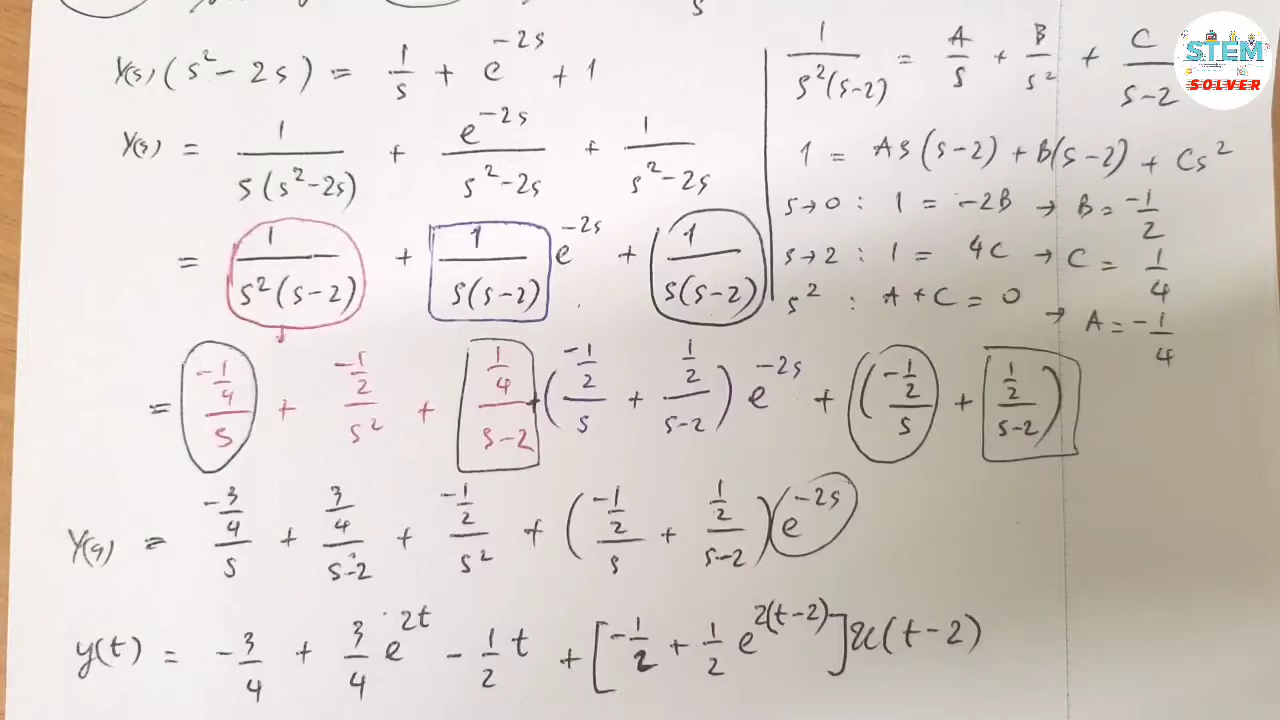 s
Y(s) (s² - 2s) = 1/s + e^(-2s) + 1
Y(s) = 1/(s(s²-2s)) + e^(-2s)/(s²-2s) + 1/(s²-2s)
= 1/(s²(s-2)) + 1/(s(s-2)) e^(-2s) + 1/(s(s-2))
= (-1/4)/s + (-1/2)/s² + (1/4)/(s-2) + ((-1/2)/s + (1/2)/(s-2)) e^(-2s) + ((-1/2)/s + (1/2)/(s-2))
Y(s) = (-3/4)/s + (3/4)/(s-2) + (-1/2)/s² + ((-1/2)/s + (1/2)/(s-2)) e^(-2s)
y(t) = -3/4 + 3/4 e^(2t) - 1/2 t + [-1/2 + 1/2 e^(2(t-2))] u(t-2)
1/(s²(s-2)) = A/s + B/s² + C/(s-2)
1 = As(s-2) + B(s-2) + Cs²
s→0 : 1 = -2B → B = -1/2
s→2 : 1 = 4C → C = 1/4
s² : A + C = 0
→ A = -1/4
STEM
SOLVER